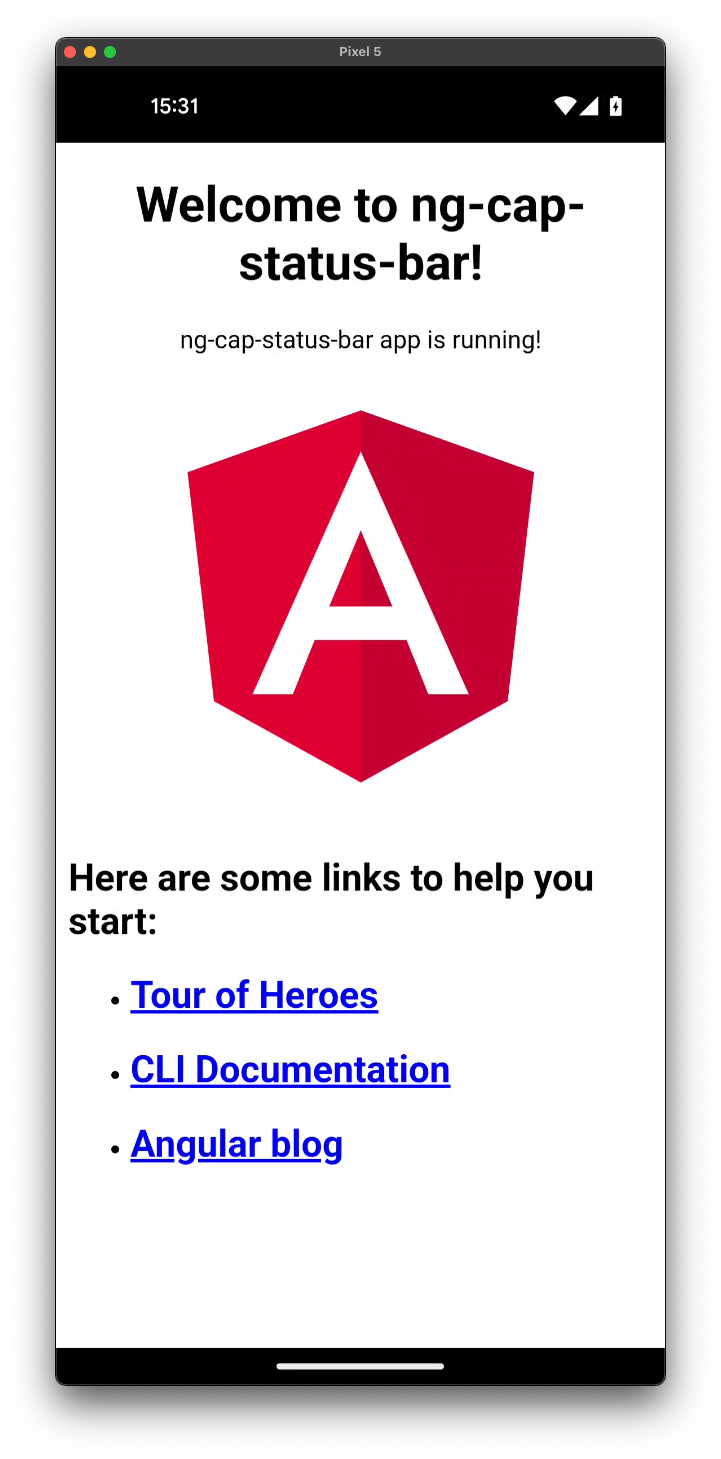 Pixel 5
15:31
Welcome to ng-cap-
status-bar!
ng-cap-status-bar app is running!
A
Here are some links to help you
start:
• Tour of Heroes
• CLI Documentation
• Angular blog